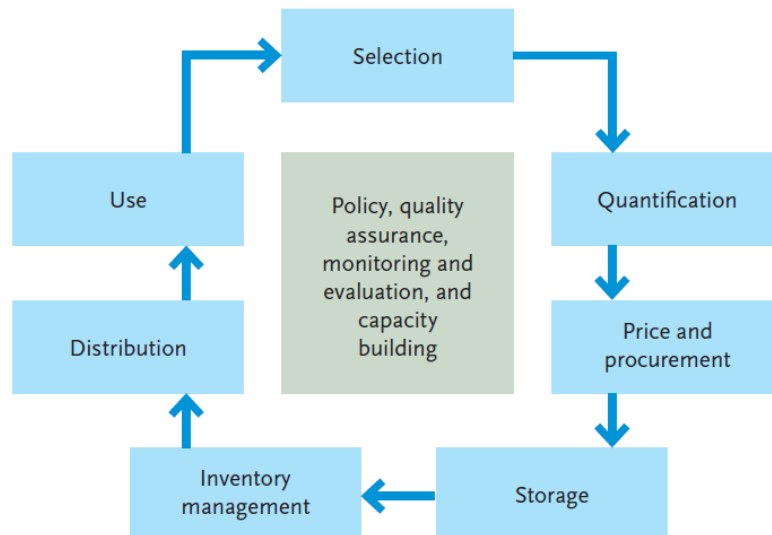 Selection
Use
Policy, quality
assurance,
monitoring and
evaluation, and
capacity
building
Quantification
Distribution
Price and
procurement
Inventory
management
Storage